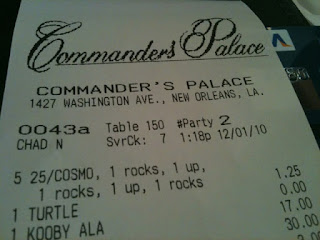 Commander's Palace
COMMANDER'S PALACE
1427 WASHINGTON AVE., NEW ORLEANS, LA.
0043a Table 150 #Party 2
CHAD N SvrCk: 7 1:18p 12/01/10
5 25/COSMO, 1 rocks, 1 up, 1.25
1 rocks, 1 up, 1 rocks 0.00
1 TURTLE 17.00
1 KOOBY ALA 30.00